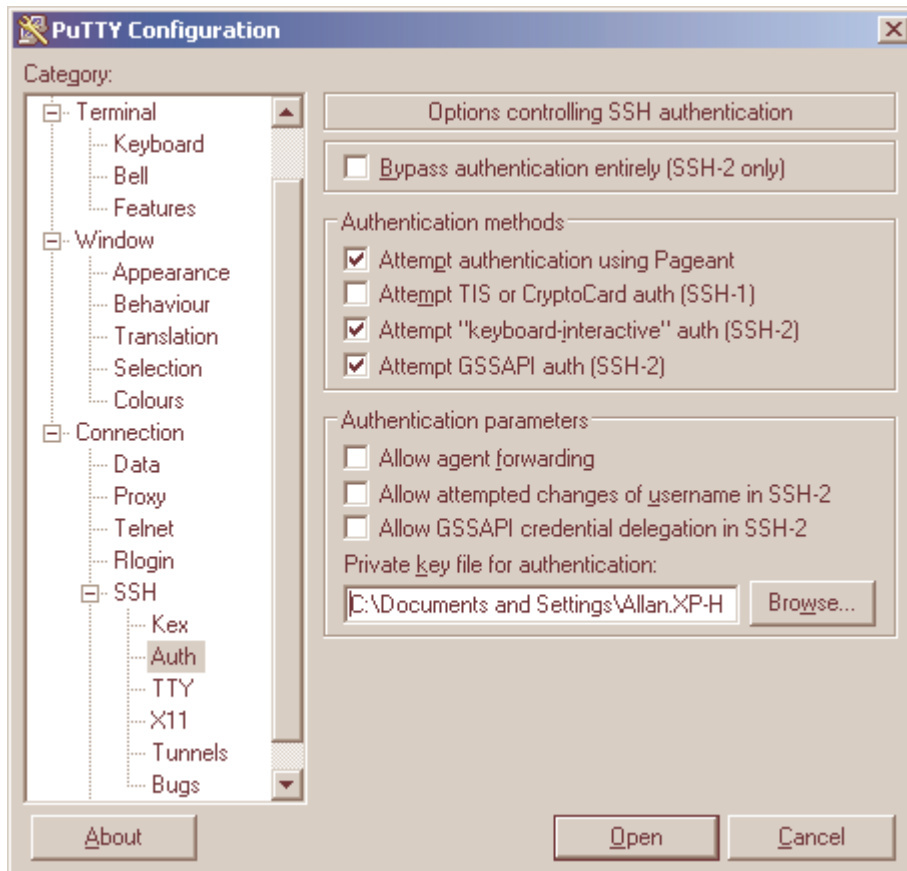 PuTTY Configuration
Category:
Terminal
Keyboard
Bell
Features
Window
Appearance
Behaviour
Translation
Selection
Colours
Connection
Data
Proxy
Telnet
Rlogin
SSH
Kex
Auth
TTY
X11
Tunnels
Bugs
Options controlling SSH authentication
Bypass authentication entirely (SSH-2 only)
Authentication methods
Attempt authentication using Pageant
Attempt TIS or CryptoCard auth (SSH-1)
Attempt "keyboard-interactive" auth (SSH-2)
Attempt GSSAPI auth (SSH-2)
Authentication parameters
Allow agent forwarding
Allow attempted changes of username in SSH-2
Allow GSSAPI credential delegation in SSH-2
Private key file for authentication:
C:\Documents and Settings\Allan.XP-H
Browse...
About
Open
Cancel